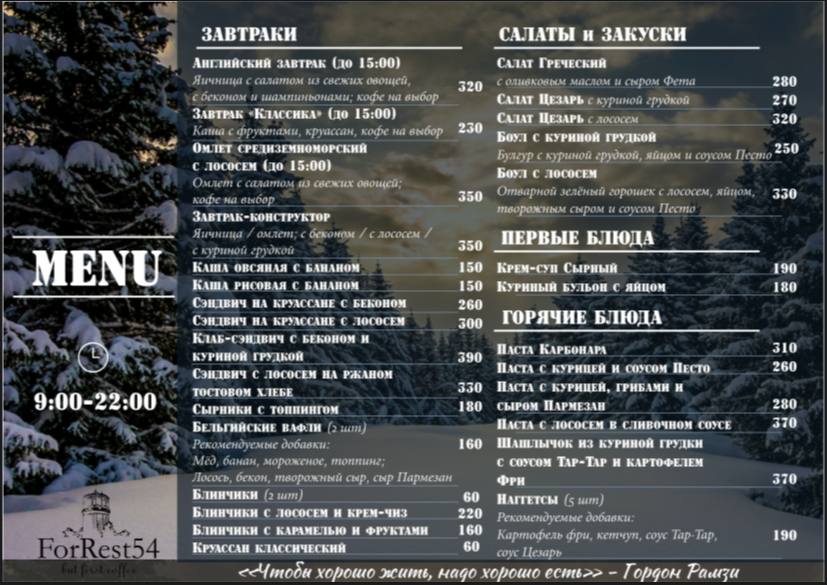 MENU
9:00-22:00
ForRest54
but first coffee
ЗАВТРАКИ
Английский завтрак (до 15:00)
Яичница с салатом из свежих овощей,
с беконом и шампиньонами; кофе на выбор 320
Завтрак «Классика» (до 15:00)
Каша с фруктами, круассан, кофе на выбор 230
Омлет средиземноморский
с лососем (до 15:00)
Омлет с салатом из свежих овощей;
кофе на выбор 350
Завтрак-конструктор
Яичница / омлет; с беконом / с лососем /
с куриной грудкой 350
Каша овсяная с бананом 150
Каша рисовая с бананом 150
Сэндвич на круассане с беконом 260
Сэндвич на круассане с лососем 300
Клаб-сэндвич с беконом и
куриной грудкой 390
Сэндвич с лососем на ржаном
тостовом хлебе 330
Сырники с топпингом 180
Бельгийские вафли (2 шт)
Рекомендуемые добавки: 160
Мёд, банан, мороженое, топпинг;
Лосось, бекон, творожный сыр, сыр Пармезан
Блинчики (2 шт) 60
Блинчики с лососем и крем-чиз 220
Блинчики с карамелью и фруктами 160
Круассан классический 60
САЛАТЫ и ЗАКУСКИ
Салат Греческий
с оливковым маслом и сыром Фета 280
Салат Цезарь с куриной грудкой 270
Салат Цезарь с лососем 320
Боул с куриной грудкой
Булгур с куриной грудкой, яйцом и соусом Песто 250
Боул с лососем
Отварной зелёный горошек с лососем, яйцом, 330
творожным сыром и соусом Песто
ПЕРВЫЕ БЛЮДА
Крем-суп Сырный 190
Куриный бульон с яйцом 180
ГОРЯЧИЕ БЛЮДА
Паста Карбонара 310
Паста с курицей и соусом Песто 260
Паста с курицей, грибами и
сыром Пармезан 280
Паста с лососем в сливочном соусе 370
Шашлычок из куриной грудки
с соусом Тар-Тар и картофелем
Фри 370
Наггетсы (5 шт)
Рекомендуемые добавки:
Картофель фри, кетчуп, соус Тар-Тар, 190
соус Цезарь
<<Чтобы хорошо жить, надо хорошо есть>> - Гордон Рамзи